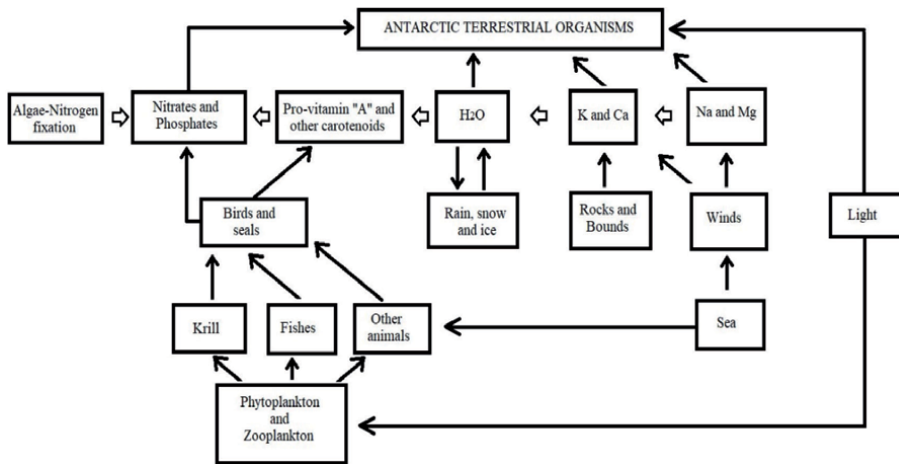 ANTARCTIC TERRESTRIAL ORGANISMS
Algae-Nitrogen
fixation
Nitrates and
Phosphates
Pro-vitamin "A" and
other carotenoids
H2O
K and Ca
Na and Mg
Birds and
seals
Rain, snow
and ice
Rocks and
Bounds
Winds
Light
Krill
Fishes
Other
animals
Sea
Phytoplankton
and
Zooplankton